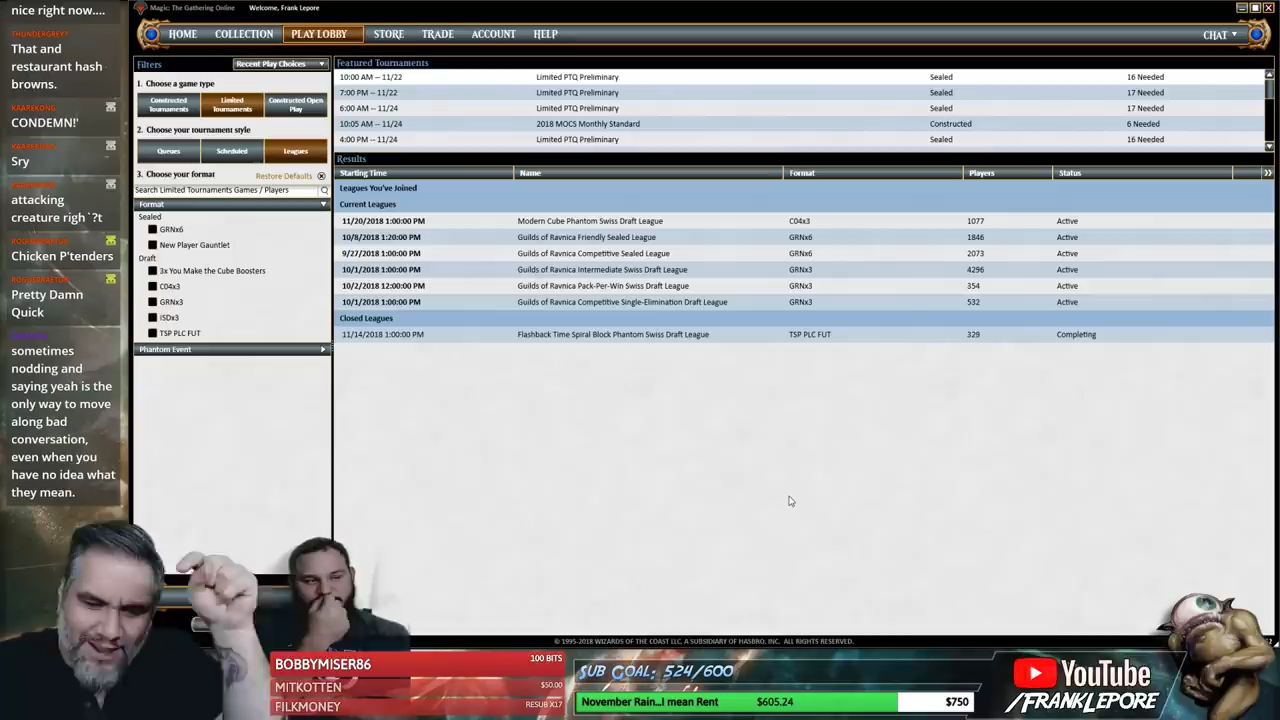 nice right now....
THUNDERGREY7
That and
restaurant hash
browns.
KAAREKONG
CONDEMN!'
KAAREKONG
Sry
attacking
creature righ`?t
Chicken P'tenders
Pretty Damn
Quick
sometimes
nodding and
saying yeah is the
only way to move
along bad
conversation,
even when you
have no idea what
they mean.
Magic: The Gathering Online Welcome, Frank Lepore
HOME COLLECTION PLAY LOBBY STORE TRADE ACCOUNT HELP CHAT
Filters Recent Play Choices
1. Choose a game type
Constructed Tournaments Limited Tournaments Constructed Open Play
2. Choose your tournament style
Queues Scheduled Leagues
3. Choose your format Restore Defaults
Search Limited Tournaments Games / Players
Format
Sealed
GRNx6
New Player Gauntlet
Draft
3x You Make the Cube Boosters
C04x3
GRNx3
ISDx3
TSP PLC FUT
Phantom Event
Featured Tournaments
10:00 AM -- 11/22 Limited PTQ Preliminary Sealed 16 Needed
7:00 PM -- 11/22 Limited PTQ Preliminary Sealed 17 Needed
6:00 AM -- 11/24 Limited PTQ Preliminary Sealed 17 Needed
10:05 AM -- 11/24 2018 MOCS Monthly Standard Constructed 6 Needed
4:00 PM -- 11/24 Limited PTQ Preliminary Sealed 16 Needed
Results
Starting Time Name Format Players Status
Leagues You've Joined
Current Leagues
11/20/2018 1:00:00 PM Modern Cube Phantom Swiss Draft League C04x3 1077 Active
10/8/2018 1:20:00 PM Guilds of Ravnica Friendly Sealed League GRNx6 1846 Active
9/27/2018 1:00:00 PM Guilds of Ravnica Competitive Sealed League GRNx6 2073 Active
10/1/2018 1:00:00 PM Guilds of Ravnica Intermediate Swiss Draft League GRNx3 4296 Active
10/2/2018 12:00:00 PM Guilds of Ravnica Pack-Per-Win Swiss Draft League GRNx3 354 Active
10/1/2018 1:00:00 PM Guilds of Ravnica Competitive Single-Elimination Draft League GRNx3 532 Active
Closed Leagues
11/14/2018 1:00:00 PM Flashback Time Spiral Block Phantom Swiss Draft League TSP PLC FUT 329 Completing
© 1995-2018 WIZARDS OF THE COAST LLC, A SUBSIDIARY OF HASBRO, INC. ALL RIGHTS RESERVED.
BOBBYMISER86 100 BITS
MITKOTTEN $50.00
FILKMONEY RESUB X17
SUB GOAL: 524/600
November Rain...I mean Rent $605.24 $750
YouTube
/FRANKLEPORE